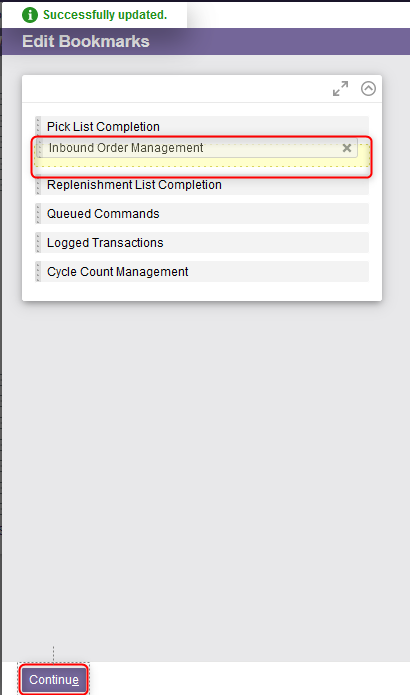 Successfully updated.
Edit Bookmarks
Pick List Completion
Inbound Order Management
Replenishment List Completion
Queued Commands
Logged Transactions
Cycle Count Management
Continue